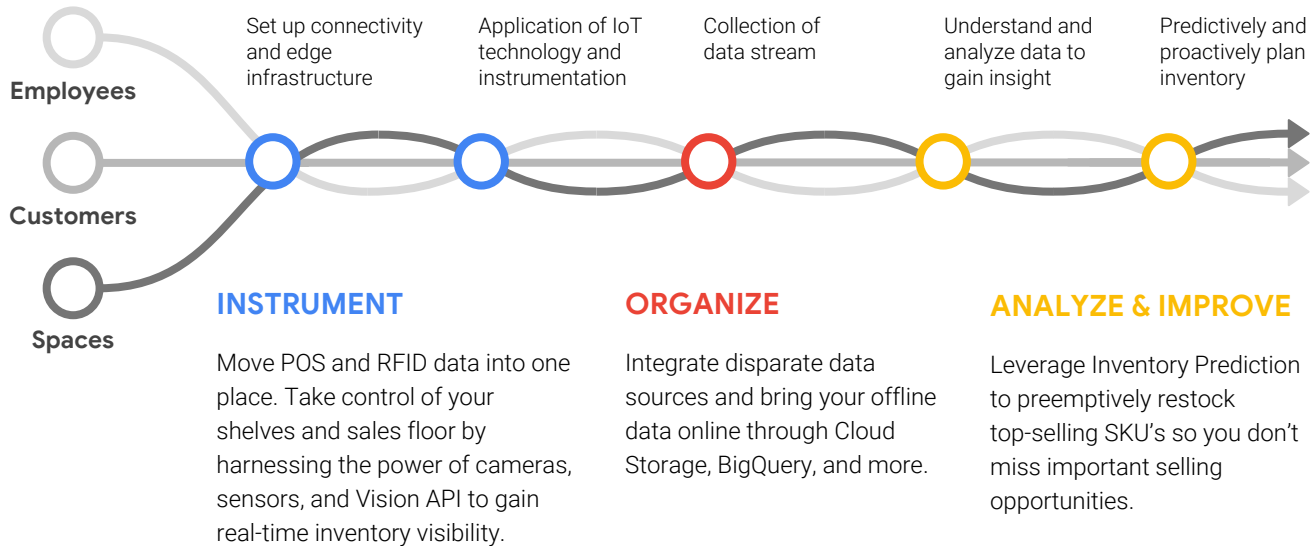 Set up connectivity
and edge
infrastructure
Application of IoT
technology and
instrumentation
Collection of
data stream
Understand and
analyze data to
gain insight
Predictively and
proactively plan
inventory
Employees
Customers
Spaces
INSTRUMENT
Move POS and RFID data into one
place. Take control of your
shelves and sales floor by
harnessing the power of cameras,
sensors, and Vision API to gain
real-time inventory visibility.
ORGANIZE
Integrate disparate data
sources and bring your offline
data online through Cloud
Storage, BigQuery, and more.
ANALYZE & IMPROVE
Leverage Inventory Prediction
to preemptively restock
top-selling SKU’s so you don’t
miss important selling
opportunities.